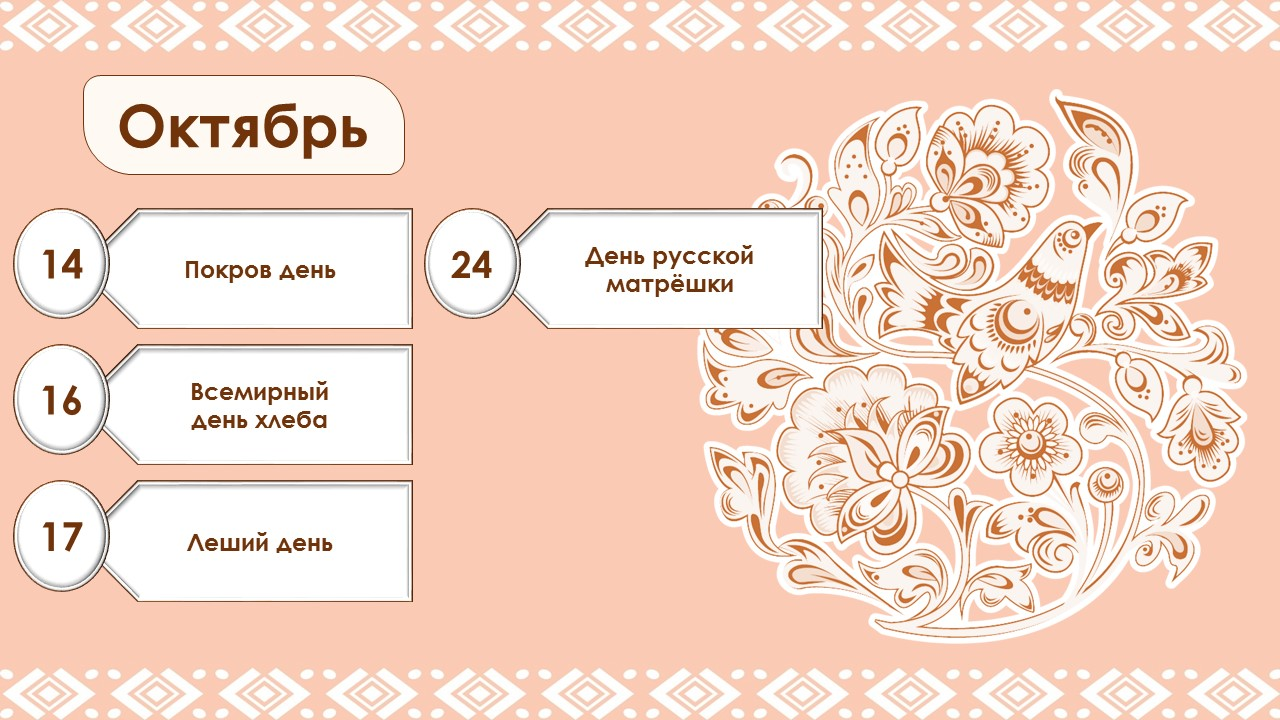 Октябрь
14
Покров день
16
Всемирный
день хлеба
17
Леший день
24
День русской
матрёшки